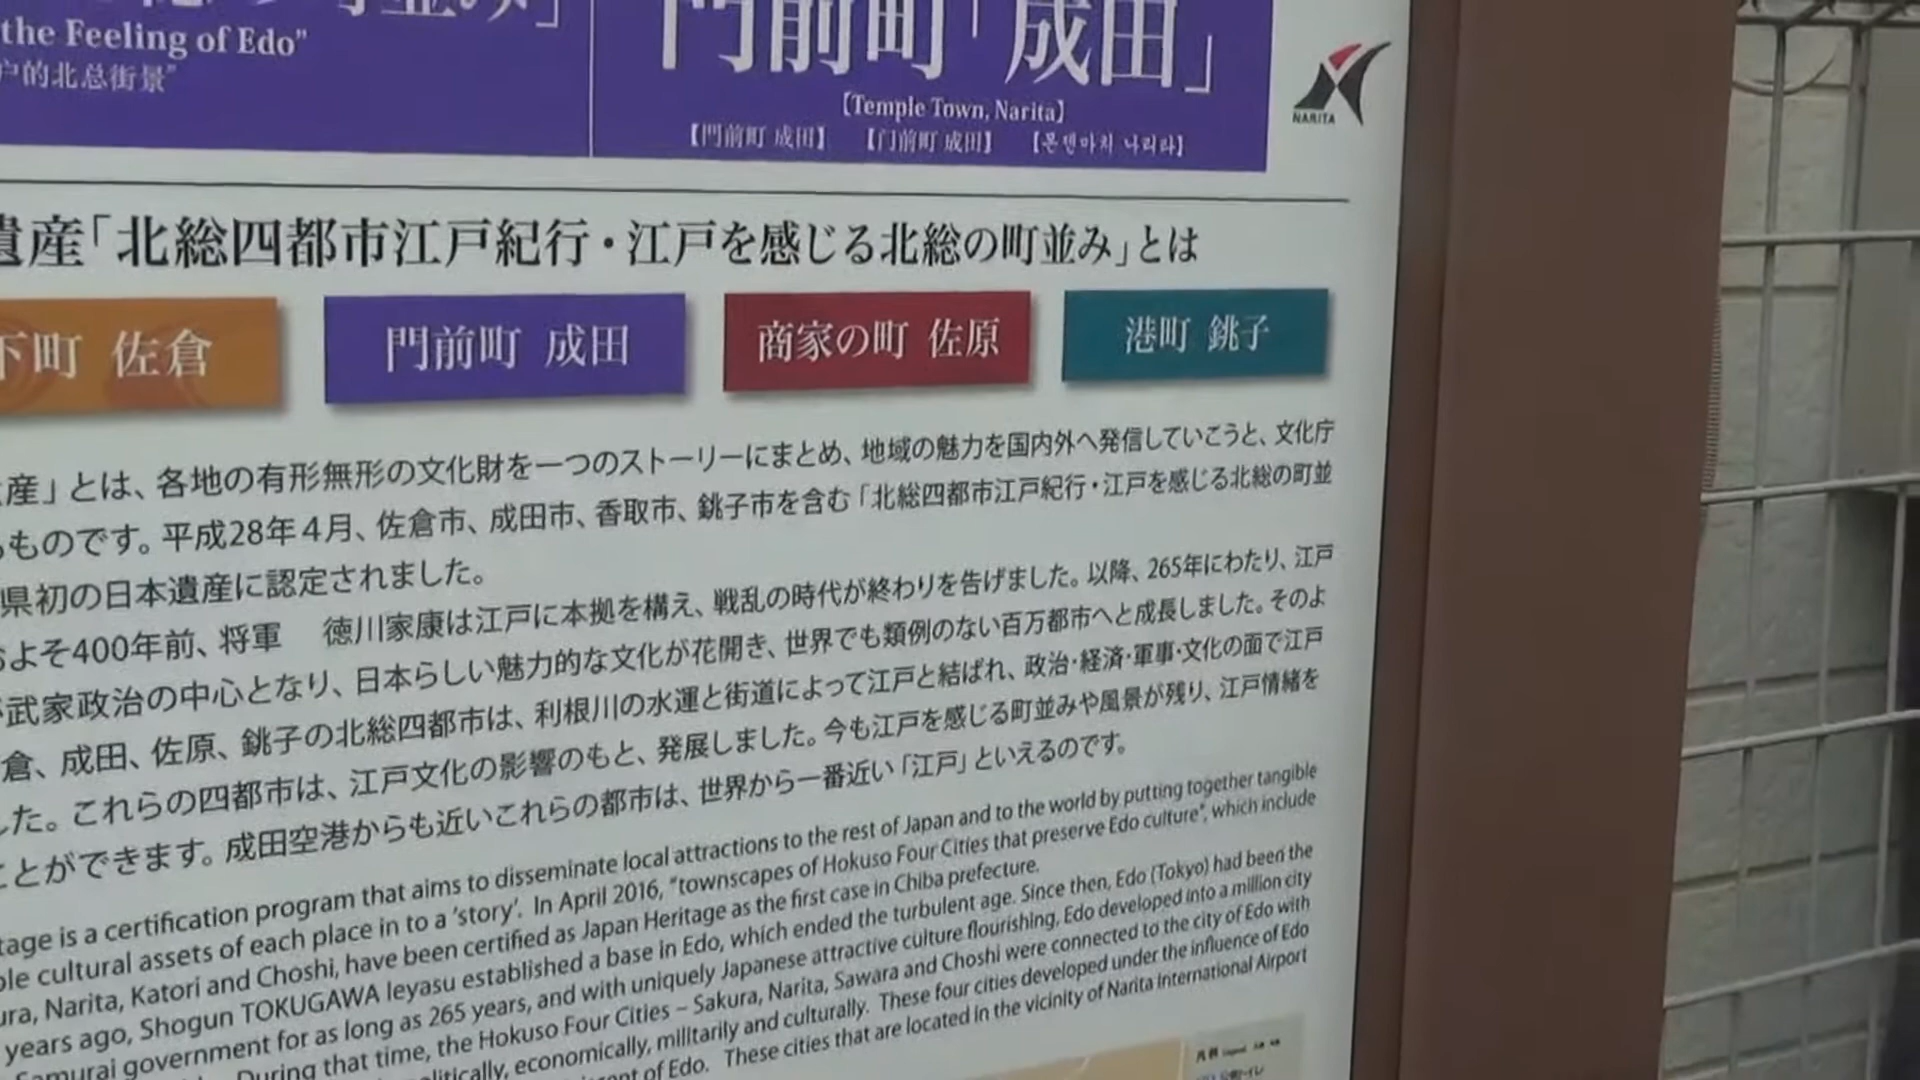 の町並み」
the Feeling of Edo”
户的北总街景”
門前町「成田」
【Temple Town, Narita】
【門前町 成田】 【门前町 成田】 【몬젠마치 나리타】
NARITA
遺産「北総四都市江戸紀行・江戸を感じる北総の町並み」とは
下町 佐倉
門前町 成田
商家の町 佐原
港町 銚子
産」とは、各地の有形無形の文化財を一つのストーリーにまとめ、地域の魅力を国内外へ発信していこうと、文化庁
ものです。平成28年4月、佐倉市、成田市、香取市、銚子市を含む「北総四都市江戸紀行・江戸を感じる北総の町並
県初の日本遺産に認定されました。
およそ400年前、将軍 徳川家康は江戸に本拠を構え、戦乱の時代が終わりを告げました。以降、265年にわたり、江戸
武家政治の中心となり、日本らしい魅力的な文化が花開き、世界でも類例のない百万都市へと成長しました。そのよ
倉、成田、佐原、銚子の北総四都市は、利根川の水運と街道によって江戸と結ばれ、政治・経済・軍事・文化の面で江戸
した。これらの四都市は、江戸文化の影響のもと、発展しました。今も江戸を感じる町並みや風景が残り、江戸情緒を
ことができます。成田空港からも近いこれらの都市は、世界から一番近い「江戸」といえるのです。
tage is a certification program that aims to disseminate local attractions to the rest of Japan and to the world by putting together tangible
ble cultural assets of each place in to a ‘story’. In April 2016, “townscapes of Hokuso Four Cities that preserve Edo culture”, which include
ura, Narita, Katori and Choshi, have been certified as Japan Heritage as the first case in Chiba prefecture.
years ago, Shogun TOKUGAWA Ieyasu established a base in Edo, which ended the turbulent age. Since then, Edo (Tokyo) had been the
Samurai government for as long as 265 years, and with uniquely Japanese attractive culture flourishing, Edo developed into a million city
During that time, the Hokuso Four Cities – Sakura, Narita, Sawara and Choshi were connected to the city of Edo with
olitically, economically, militarily and culturally. These four cities developed under the influence of Edo
of Edo. These cities that are located in the vicinity of Narita International Airport